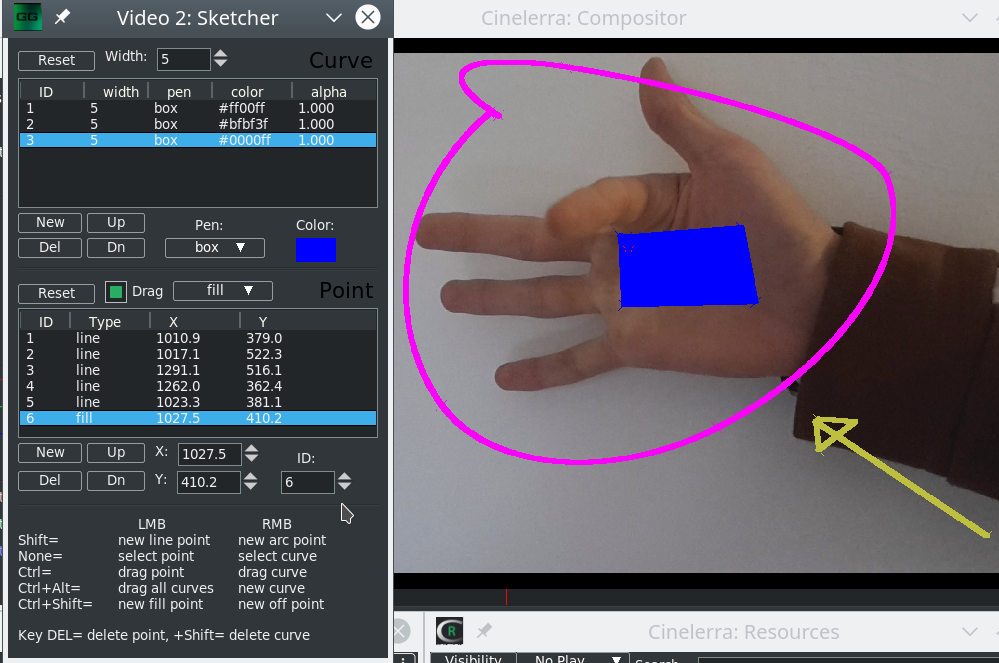 GG Video 2: Sketcher
Cinelerra: Compositor
Reset Width: 5 Curve
ID width pen color alpha
1 5 box #ff00ff 1.000
2 5 box #bfbf3f 1.000
3 5 box #0000ff 1.000
New Up Pen: Color:
Del Dn box
Reset Drag fill Point
ID Type X Y
1 line 1010.9 379.0
2 line 1017.1 522.3
3 line 1291.1 516.1
4 line 1262.0 362.4
5 line 1023.3 381.1
6 fill 1027.5 410.2
New Up X: 1027.5 ID:
Del Dn Y: 410.2 6
LMB RMB
Shift= new line point new arc point
None= select point select curve
Ctrl= drag point drag curve
Ctrl+Alt= drag all curves new curve
Ctrl+Shift= new fill point new off point
Key DEL= delete point, +Shift= delete curve
R Cinelerra: Resources
Visibility No Play Search